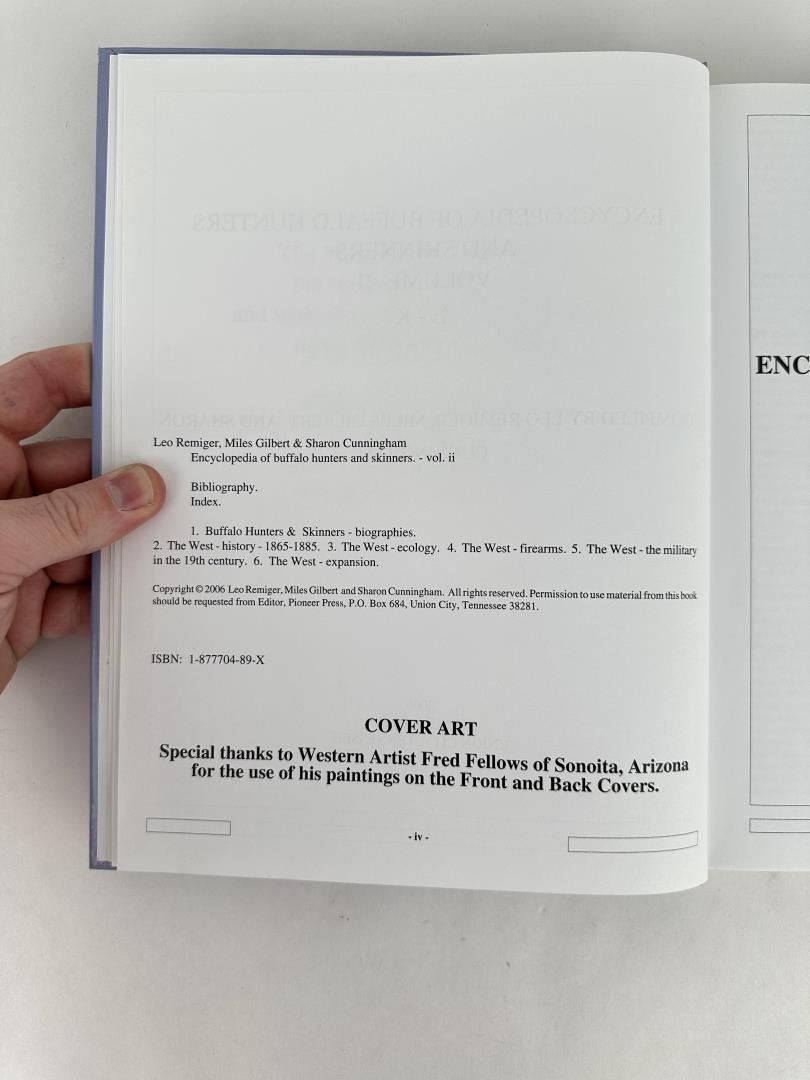 Leo Remiger, Miles Gilbert & Sharon Cunningham
Encyclopedia of buffalo hunters and skinners. - vol. ii
Bibliography.
Index.
1. Buffalo Hunters & Skinners - biographies.
2. The West - history - 1865-1885. 3. The West - ecology. 4. The West - firearms. 5. The West - the military
in the 19th century. 6. The West - expansion.
Copyright © 2006 Leo Remiger, Miles Gilbert and Sharon Cunningham. All rights reserved. Permission to use material from this book
should be requested from Editor, Pioneer Press, P.O. Box 684, Union City, Tennessee 38281.
ISBN: 1-877704-89-X
COVER ART
Special thanks to Western Artist Fred Fellows of Sonoita, Arizona
for the use of his paintings on the Front and Back Covers.
- iv -
ENC